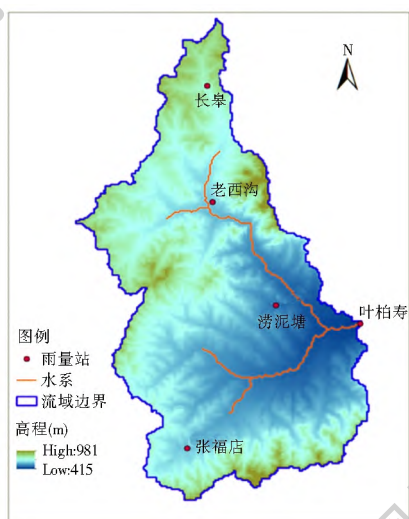 N
长皋
老西沟
叶柏寿
涝泥塘
图例
雨量站
水系
流域边界
高程(m)
High:981
Low:415
张福店